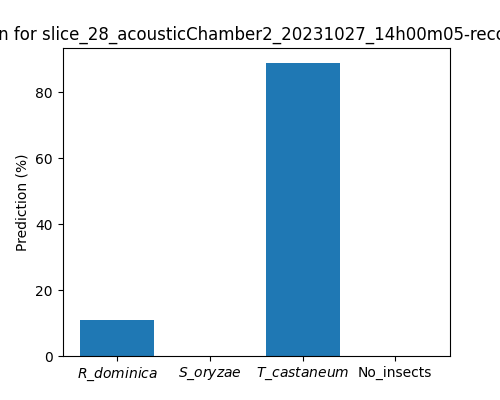 n for slice_28_acousticChamber2_20231027_14h00m05-reco
Prediction (%)
80
60
40
20
0
R_dominica S_oryzae T_castaneum No_insects